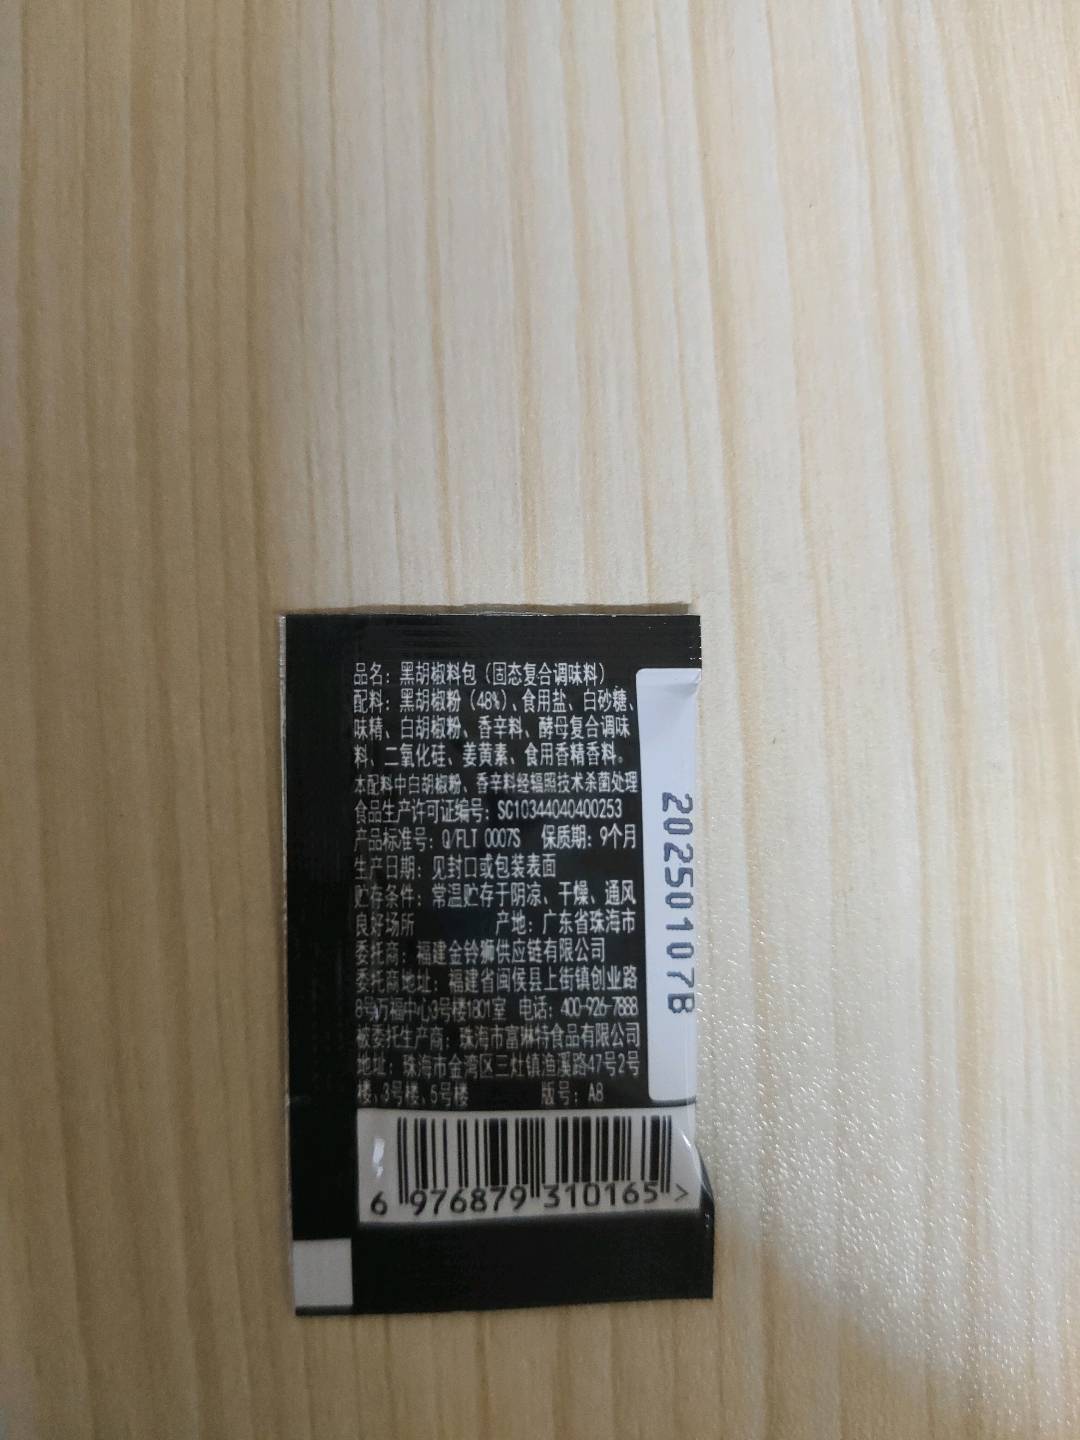 品名：黑胡椒料包（固态复合调味料）
配料：黑胡椒粉（48%）、食用盐、白砂糖、
味精、白胡椒粉、香辛料、酵母复合调味
料、二氧化硅、姜黄素、食用香精香料。
本配料中白胡椒粉、香辛料经辐照技术杀菌处理
食品生产许可证编号：SC10344040400253
产品标准号：Q/FLT 0007S 保质期：9个月
生产日期：见封口或包装表面
贮存条件：常温贮存于阴凉、干燥、通风
良好场所 产地：广东省珠海市
委托商：福建金铃狮供应链有限公司
委托商地址：福建省闽侯县上街镇创业路
8号万福中心3号楼1801室 电话：400-926-7888
被委托生产商：珠海市富琳特食品有限公司
地址：珠海市金湾区三灶镇渔溪路47号2号
楼、3号楼、5号楼 版号：A8
6 976879 310165 >
20250107B